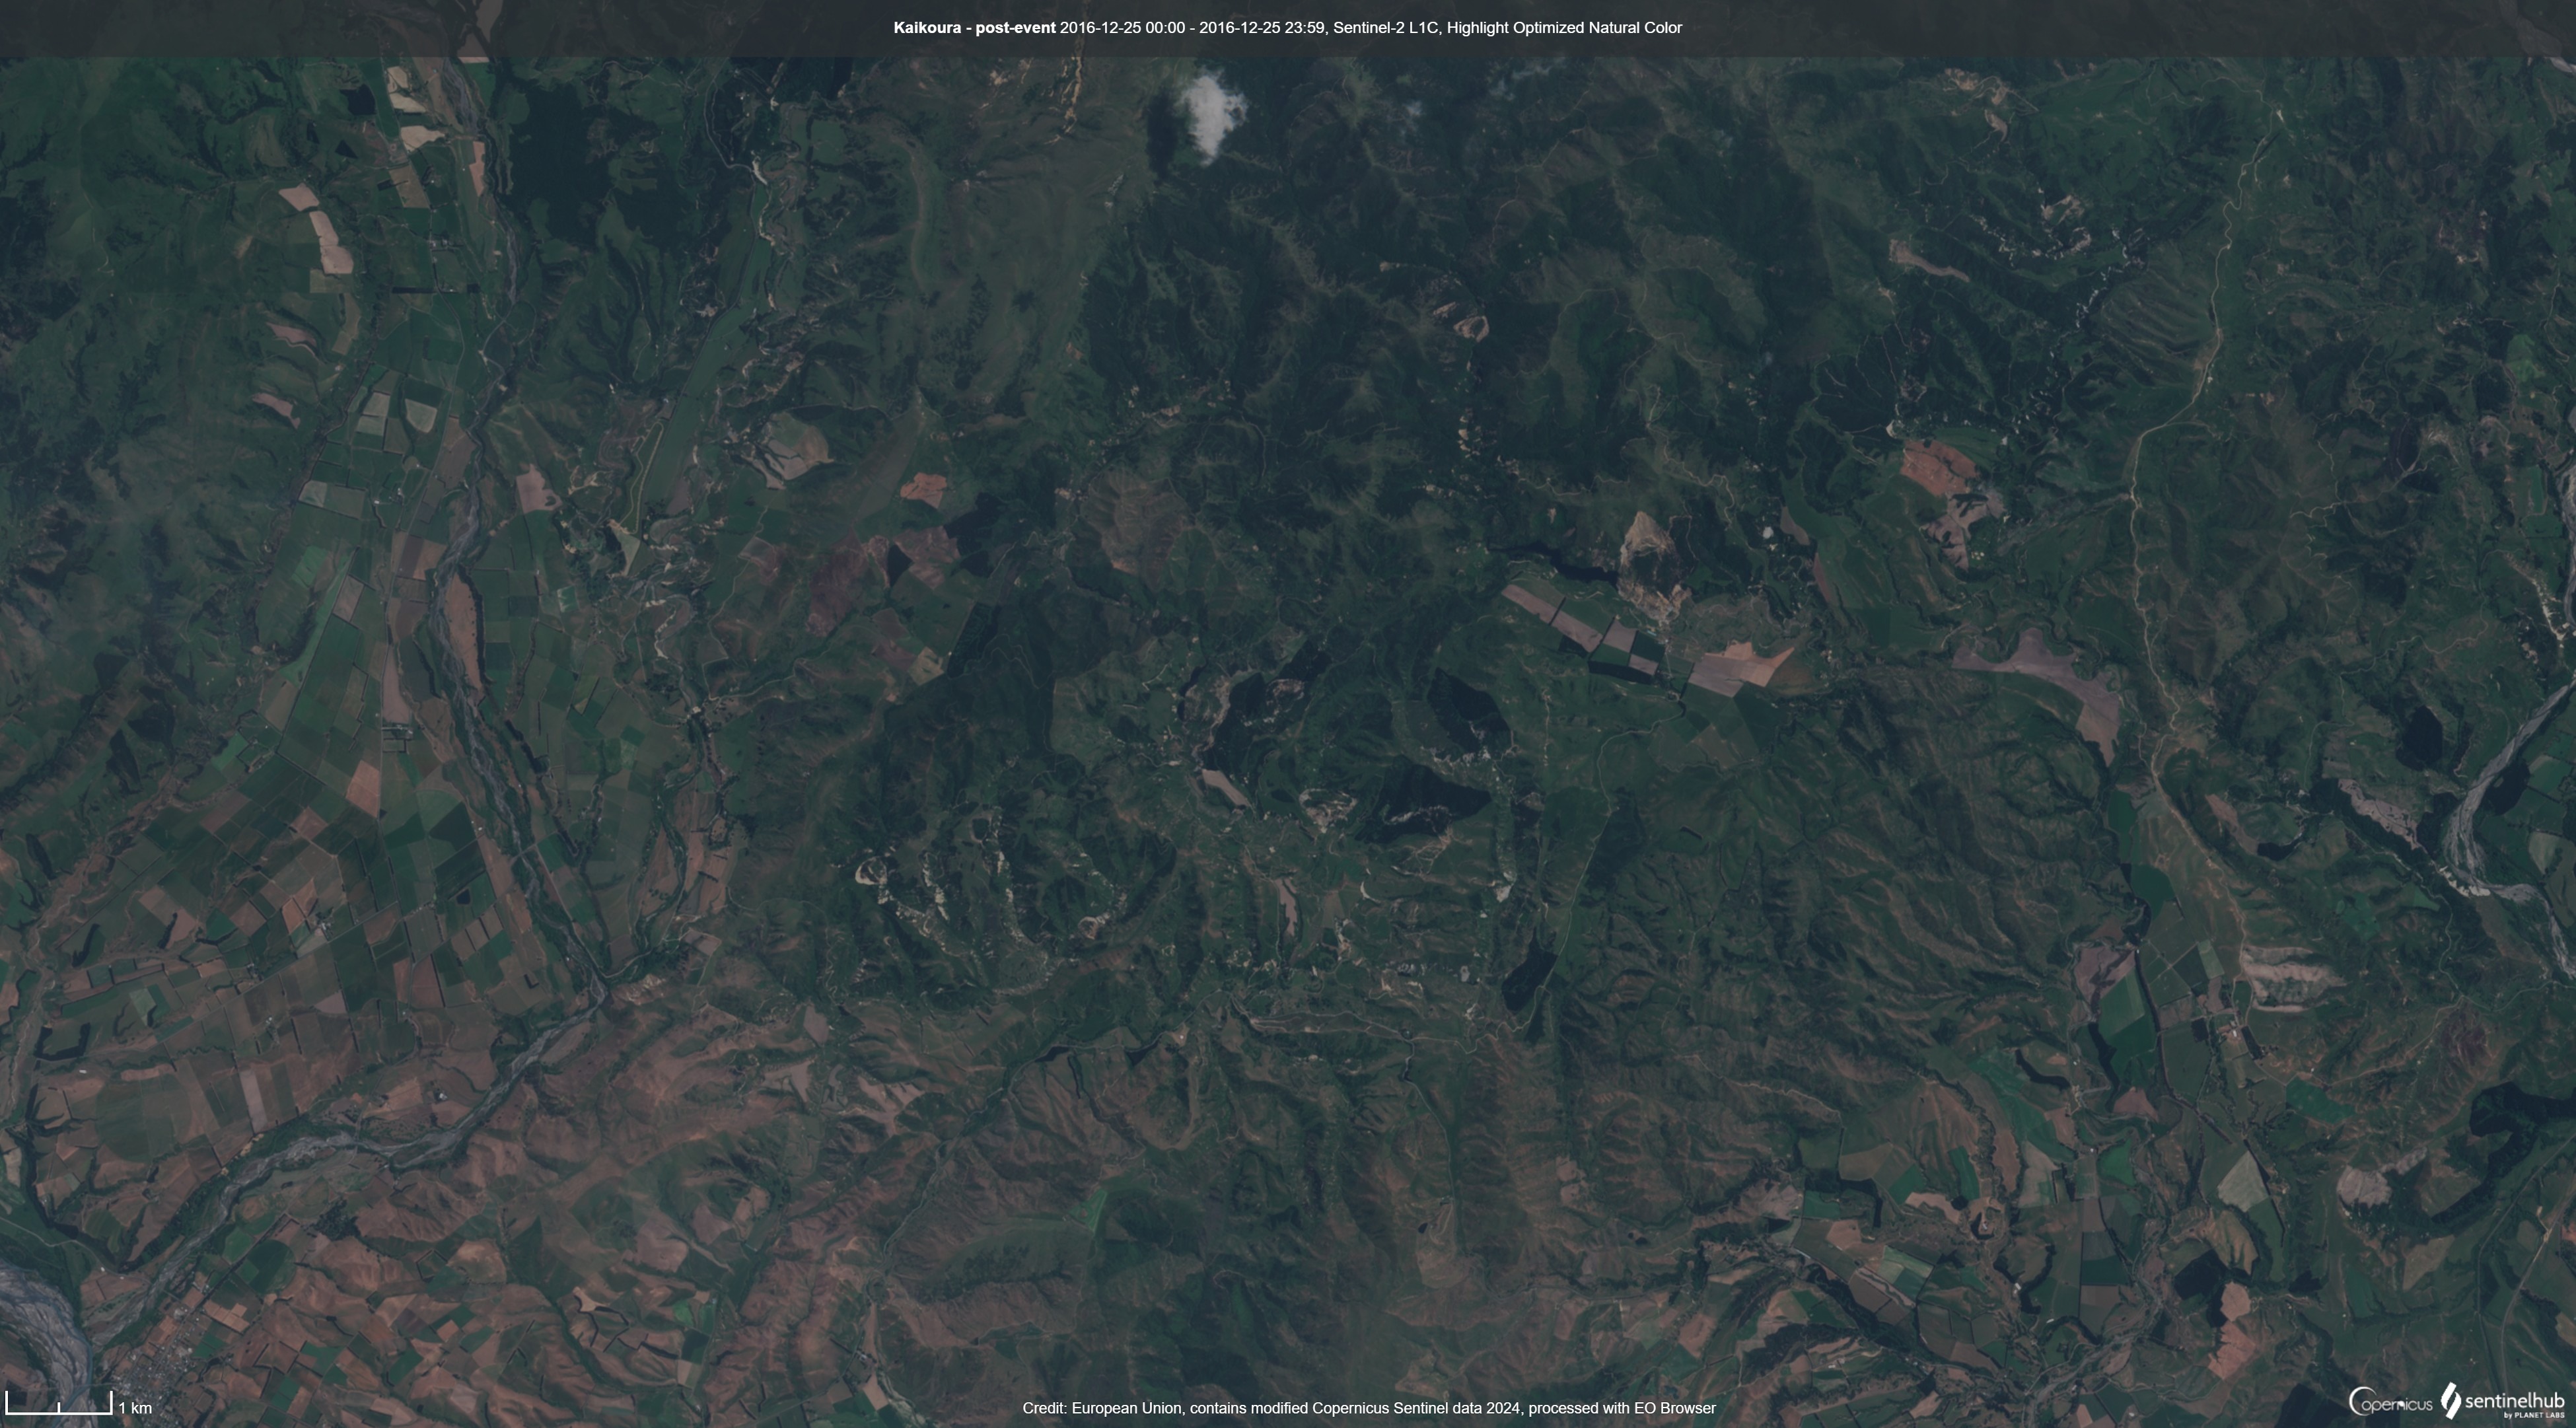 Kaikoura - post-event 2016-12-25 00:00 - 2016-12-25 23:59, Sentinel-2 L1C, Highlight Optimized Natural Color
1 km
Credit: European Union, contains modified Copernicus Sentinel data 2024, processed with EO Browser
Copernicus
sentinelhub
by PLANET LABS